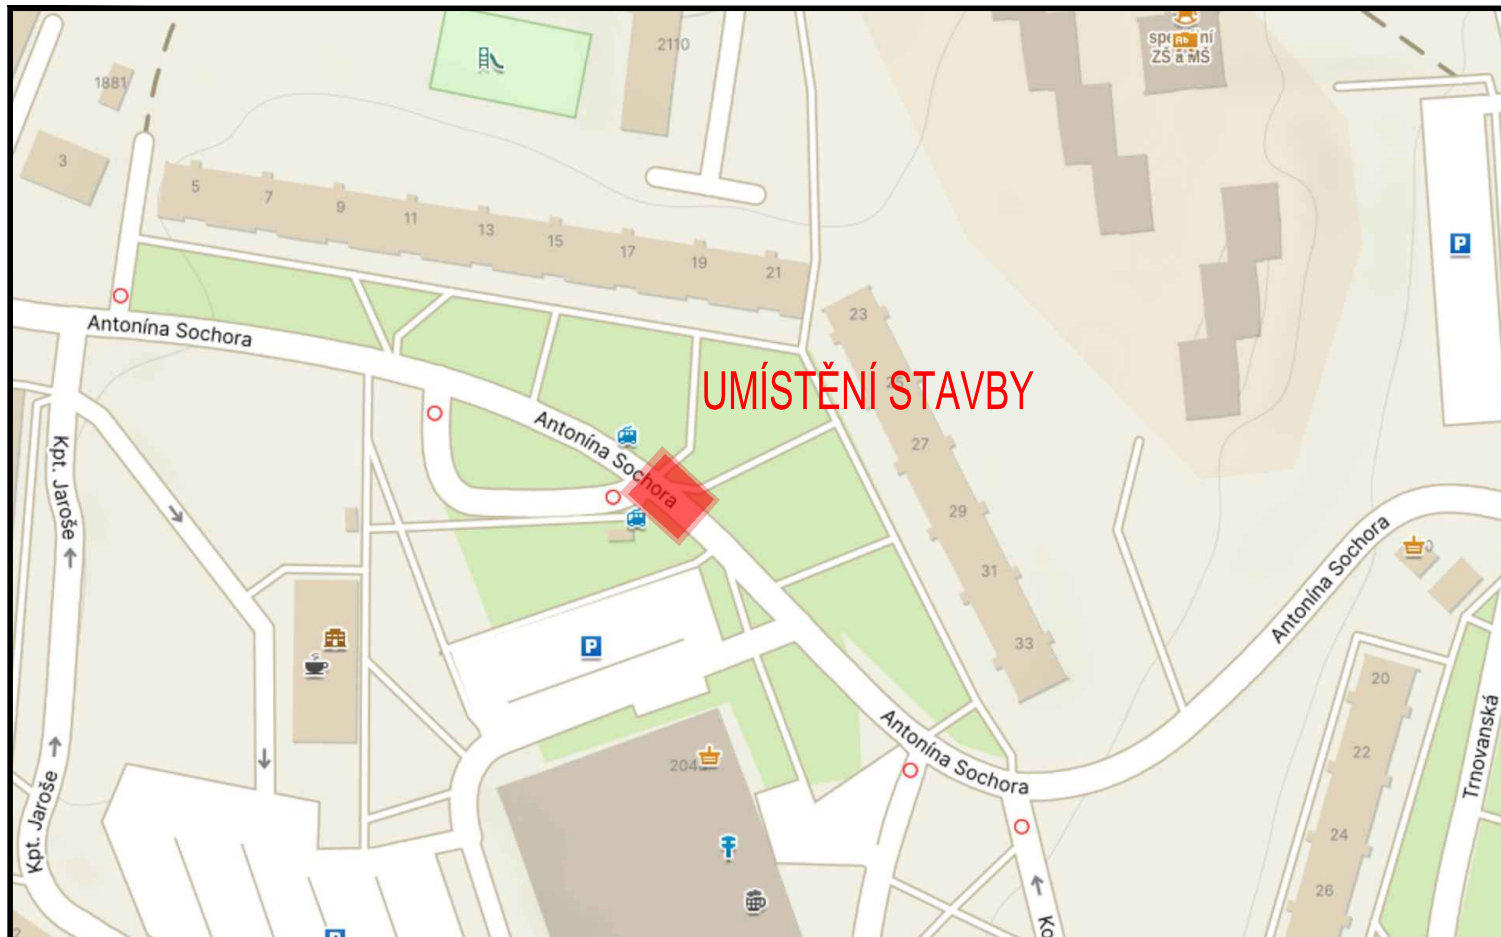 2110
speciální
ZŠ a MŠ
1881
3
5
7
9
11
13
15
17
19
21
23
Antonína Sochora
UMÍSTĚNÍ STAVBY
25
Antonína Sochora
27
Kpt. Jaroše
29
31
Antonína Sochora
33
P
P
20
Antonína Sochora
Trnovanská
22
Kpt. Jaroše
24
26
P